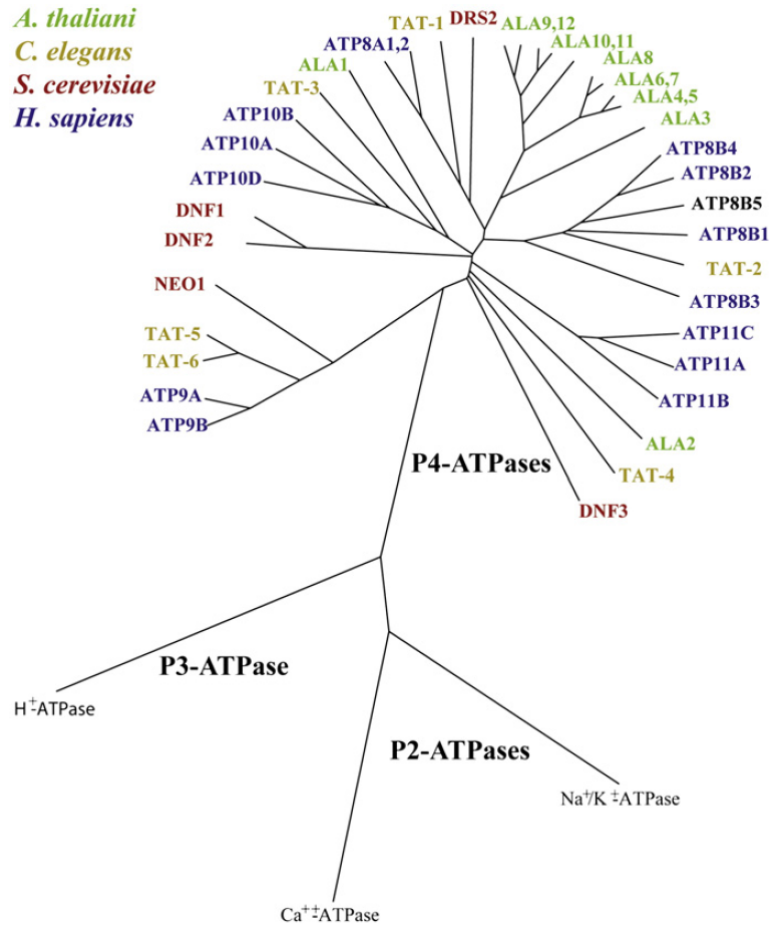 A. thaliani
C. elegans
S. cerevisiae
H. sapiens
TAT-1
DRS2
ALA9,12
ATP8A1,2
ALA10,11
ALA1
ALA8
TAT-3
ALA6,7
ALA4,5
ATP10B
ALA3
ATP10A
ATP8B4
ATP10D
ATP8B2
DNF1
ATP8B5
DNF2
ATP8B1
TAT-2
NEO1
ATP8B3
TAT-5
ATP11C
TAT-6
ATP11A
ATP9A
ATP11B
ATP9B
ALA2
P4-ATPases
TAT-4
DNF3
P3-ATPase
H±ATPase
P2-ATPases
Na⁺/K ±ATPase
Ca⁺±ATPase